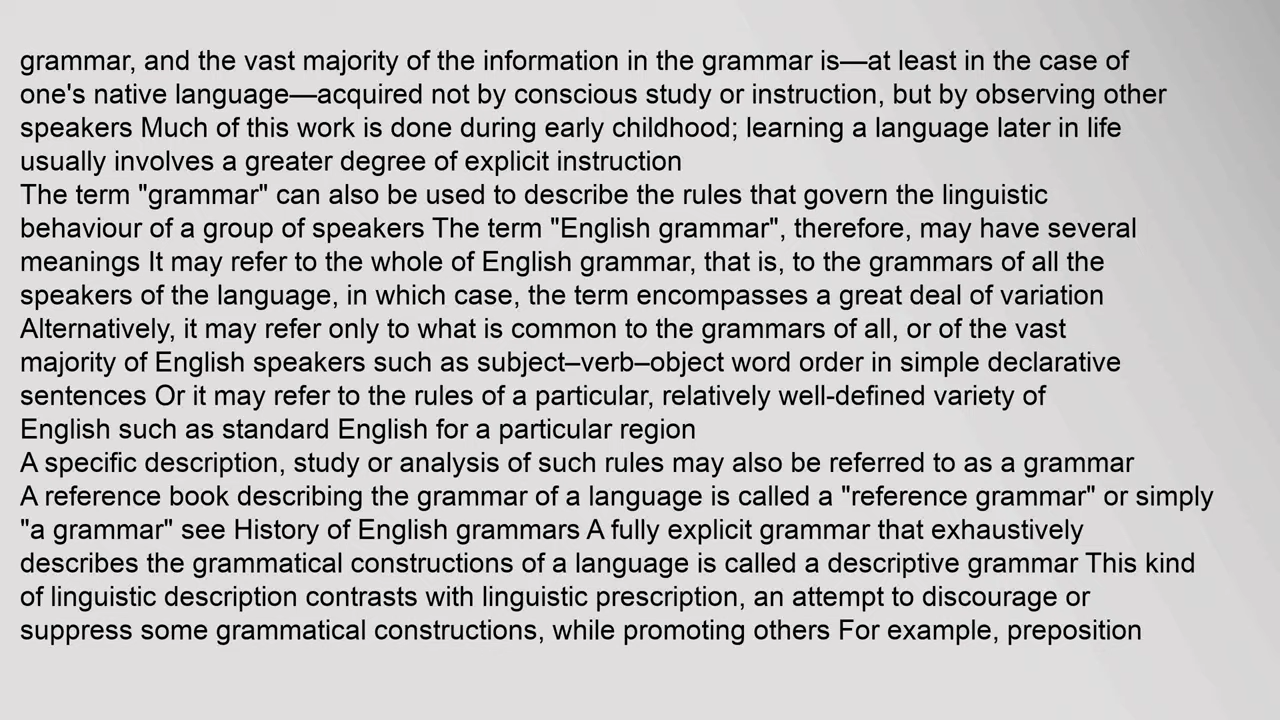 grammar, and the vast majority of the information in the grammar is—at least in the case of
one's native language—acquired not by conscious study or instruction, but by observing other
speakers Much of this work is done during early childhood; learning a language later in life
usually involves a greater degree of explicit instruction
The term "grammar" can also be used to describe the rules that govern the linguistic
behaviour of a group of speakers The term "English grammar", therefore, may have several
meanings It may refer to the whole of English grammar, that is, to the grammars of all the
speakers of the language, in which case, the term encompasses a great deal of variation
Alternatively, it may refer only to what is common to the grammars of all, or of the vast
majority of English speakers such as subject–verb–object word order in simple declarative
sentences Or it may refer to the rules of a particular, relatively well-defined variety of
English such as standard English for a particular region
A specific description, study or analysis of such rules may also be referred to as a grammar
A reference book describing the grammar of a language is called a "reference grammar" or simply
"a grammar" see History of English grammars A fully explicit grammar that exhaustively
describes the grammatical constructions of a language is called a descriptive grammar This kind
of linguistic description contrasts with linguistic prescription, an attempt to discourage or
suppress some grammatical constructions, while promoting others For example, preposition